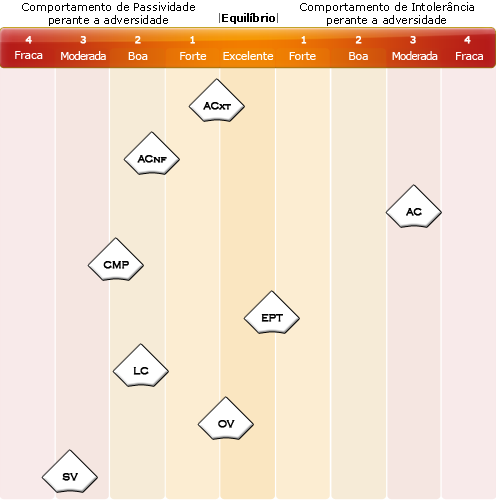 Comportamento de Passividade
perante a adversidade
|Equilíbrio|
Comportamento de Intolerância
perante a adversidade
4 3 2 1 1 2 3 4
Fraca Moderada Boa Forte Excelente Forte Boa Moderada Fraca
ACXT
ACNF
AC
CMP
EPT
LC
OV
SV